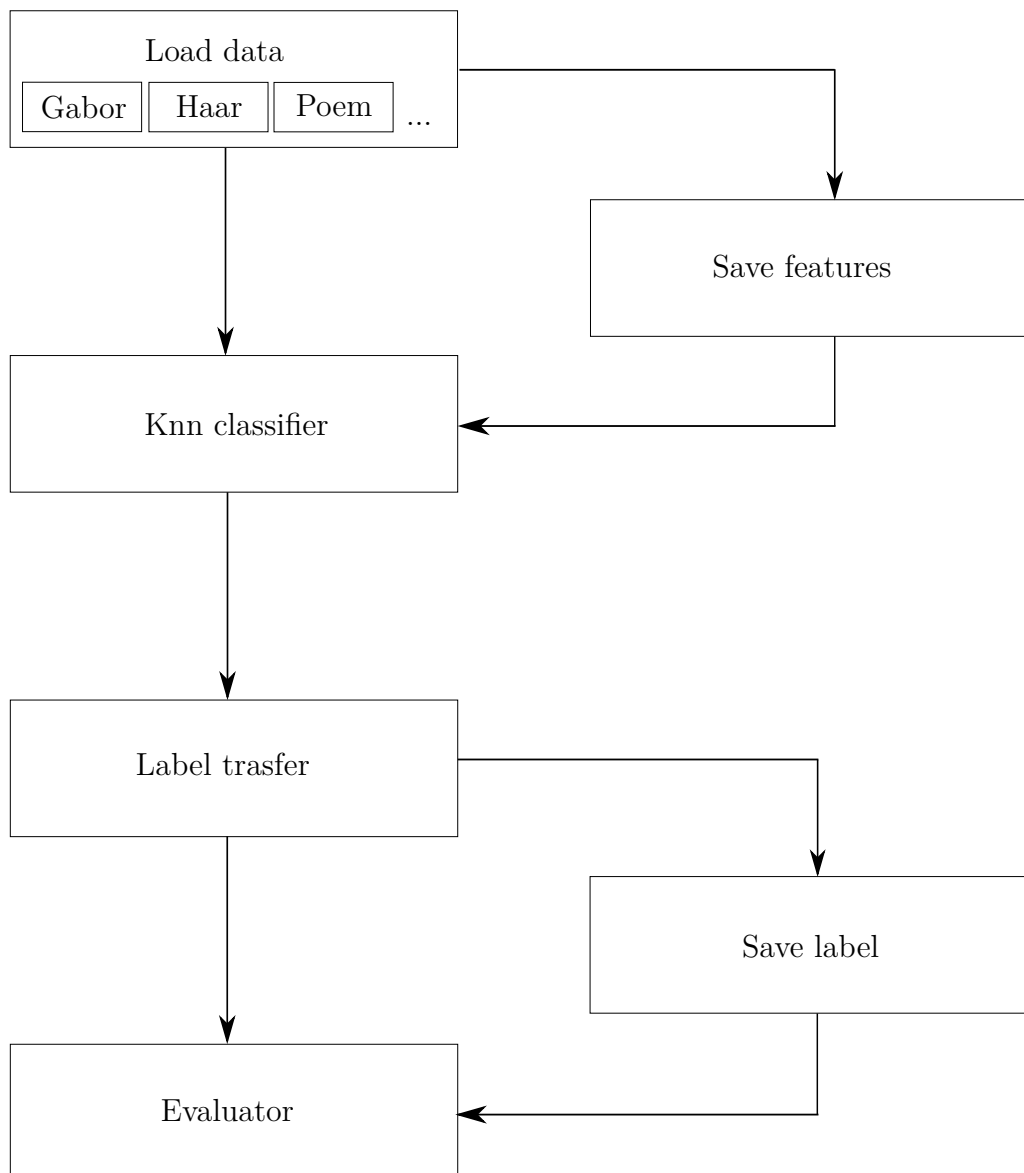 Load data
Gabor Haar Poem ...
Save features
Knn classifier
Label trasfer
Save label
Evaluator